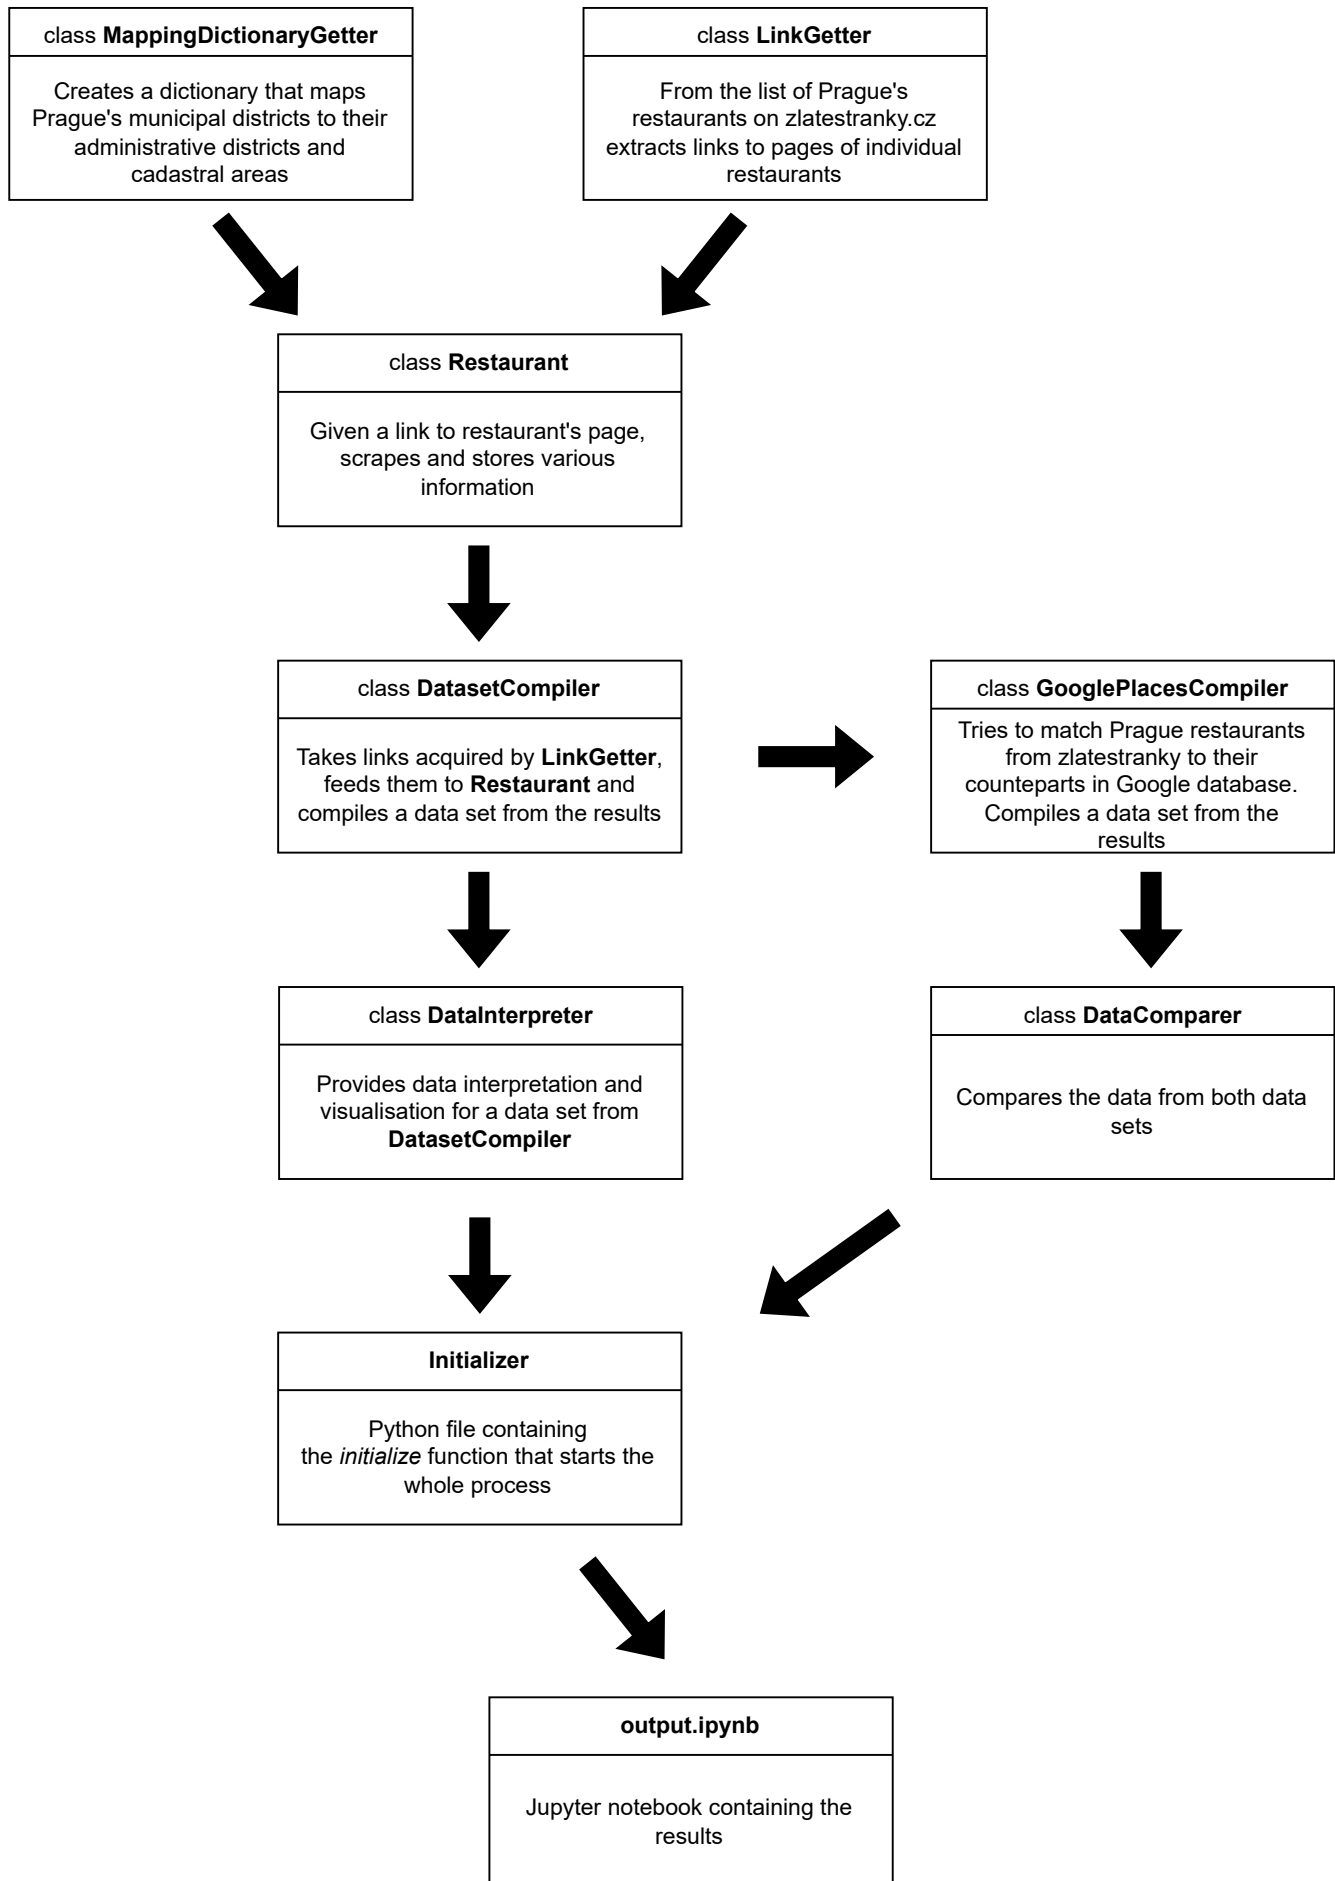 class MappingDictionaryGetter
Creates a dictionary that maps
Prague's municipal districts to their
administrative districts and
cadastral areas
class LinkGetter
From the list of Prague's
restaurants on zlatestranky.cz
extracts links to pages of individual
restaurants
class Restaurant
Given a link to restaurant's page,
scrapes and stores various
information
class DatasetCompiler
Takes links acquired by LinkGetter,
feeds them to Restaurant and
compiles a data set from the results
class GooglePlacesCompiler
Tries to match Prague restaurants
from zlatestranky to their
counteparts in Google database.
Compiles a data set from the
results
class DataInterpreter
Provides data interpretation and
visualisation for a data set from
DatasetCompiler
class DataComparer
Compares the data from both data
sets
Initializer
Python file containing
the initialize function that starts the
whole process
output.ipynb
Jupyter notebook containing the
results